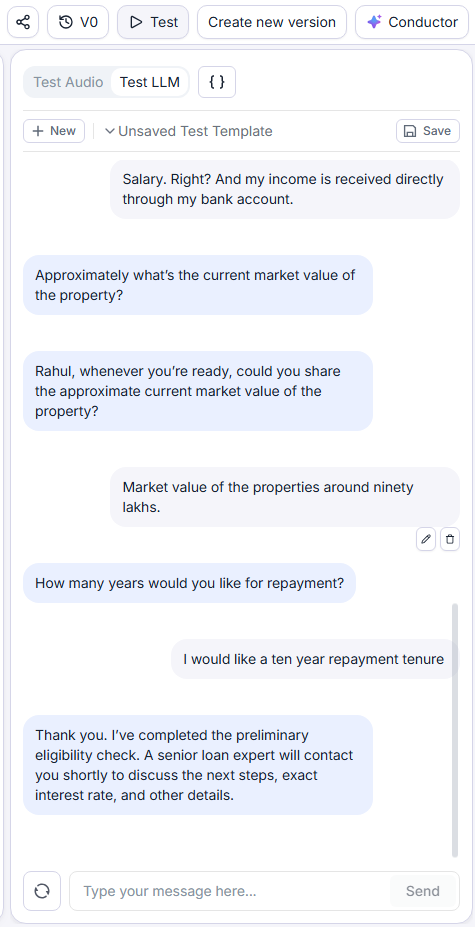 V0
Test
Create new version
Conductor
Test Audio
Test LLM
{ }
New
Unsaved Test Template
Save
Salary. Right? And my income is received directly
through my bank account.
Approximately what’s the current market value of
the property?
Rahul, whenever you’re ready, could you share
the approximate current market value of the
property?
Market value of the properties around ninety
lakhs.
How many years would you like for repayment?
I would like a ten year repayment tenure
Thank you. I’ve completed the preliminary
eligibility check. A senior loan expert will contact
you shortly to discuss the next steps, exact
interest rate, and other details.
Type your message here...
Send